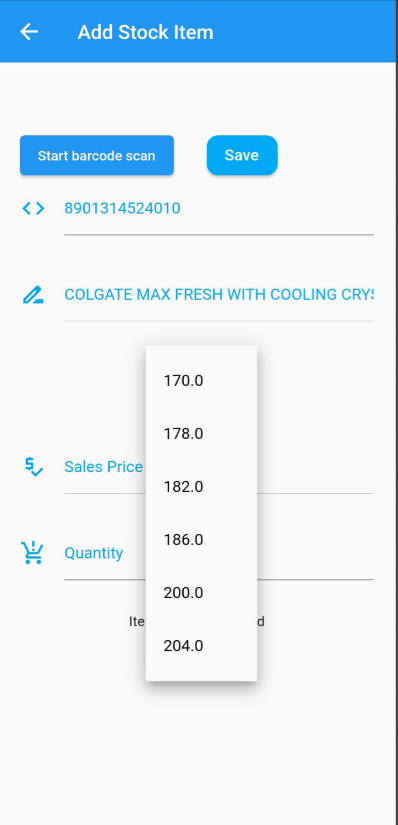 Add Stock Item
Start barcode scan
Save
8901314524010
COLGATE MAX FRESH WITH COOLING
170.0
178.0
Sales Price
182.0
186.0
Quantity
200.0
204.0